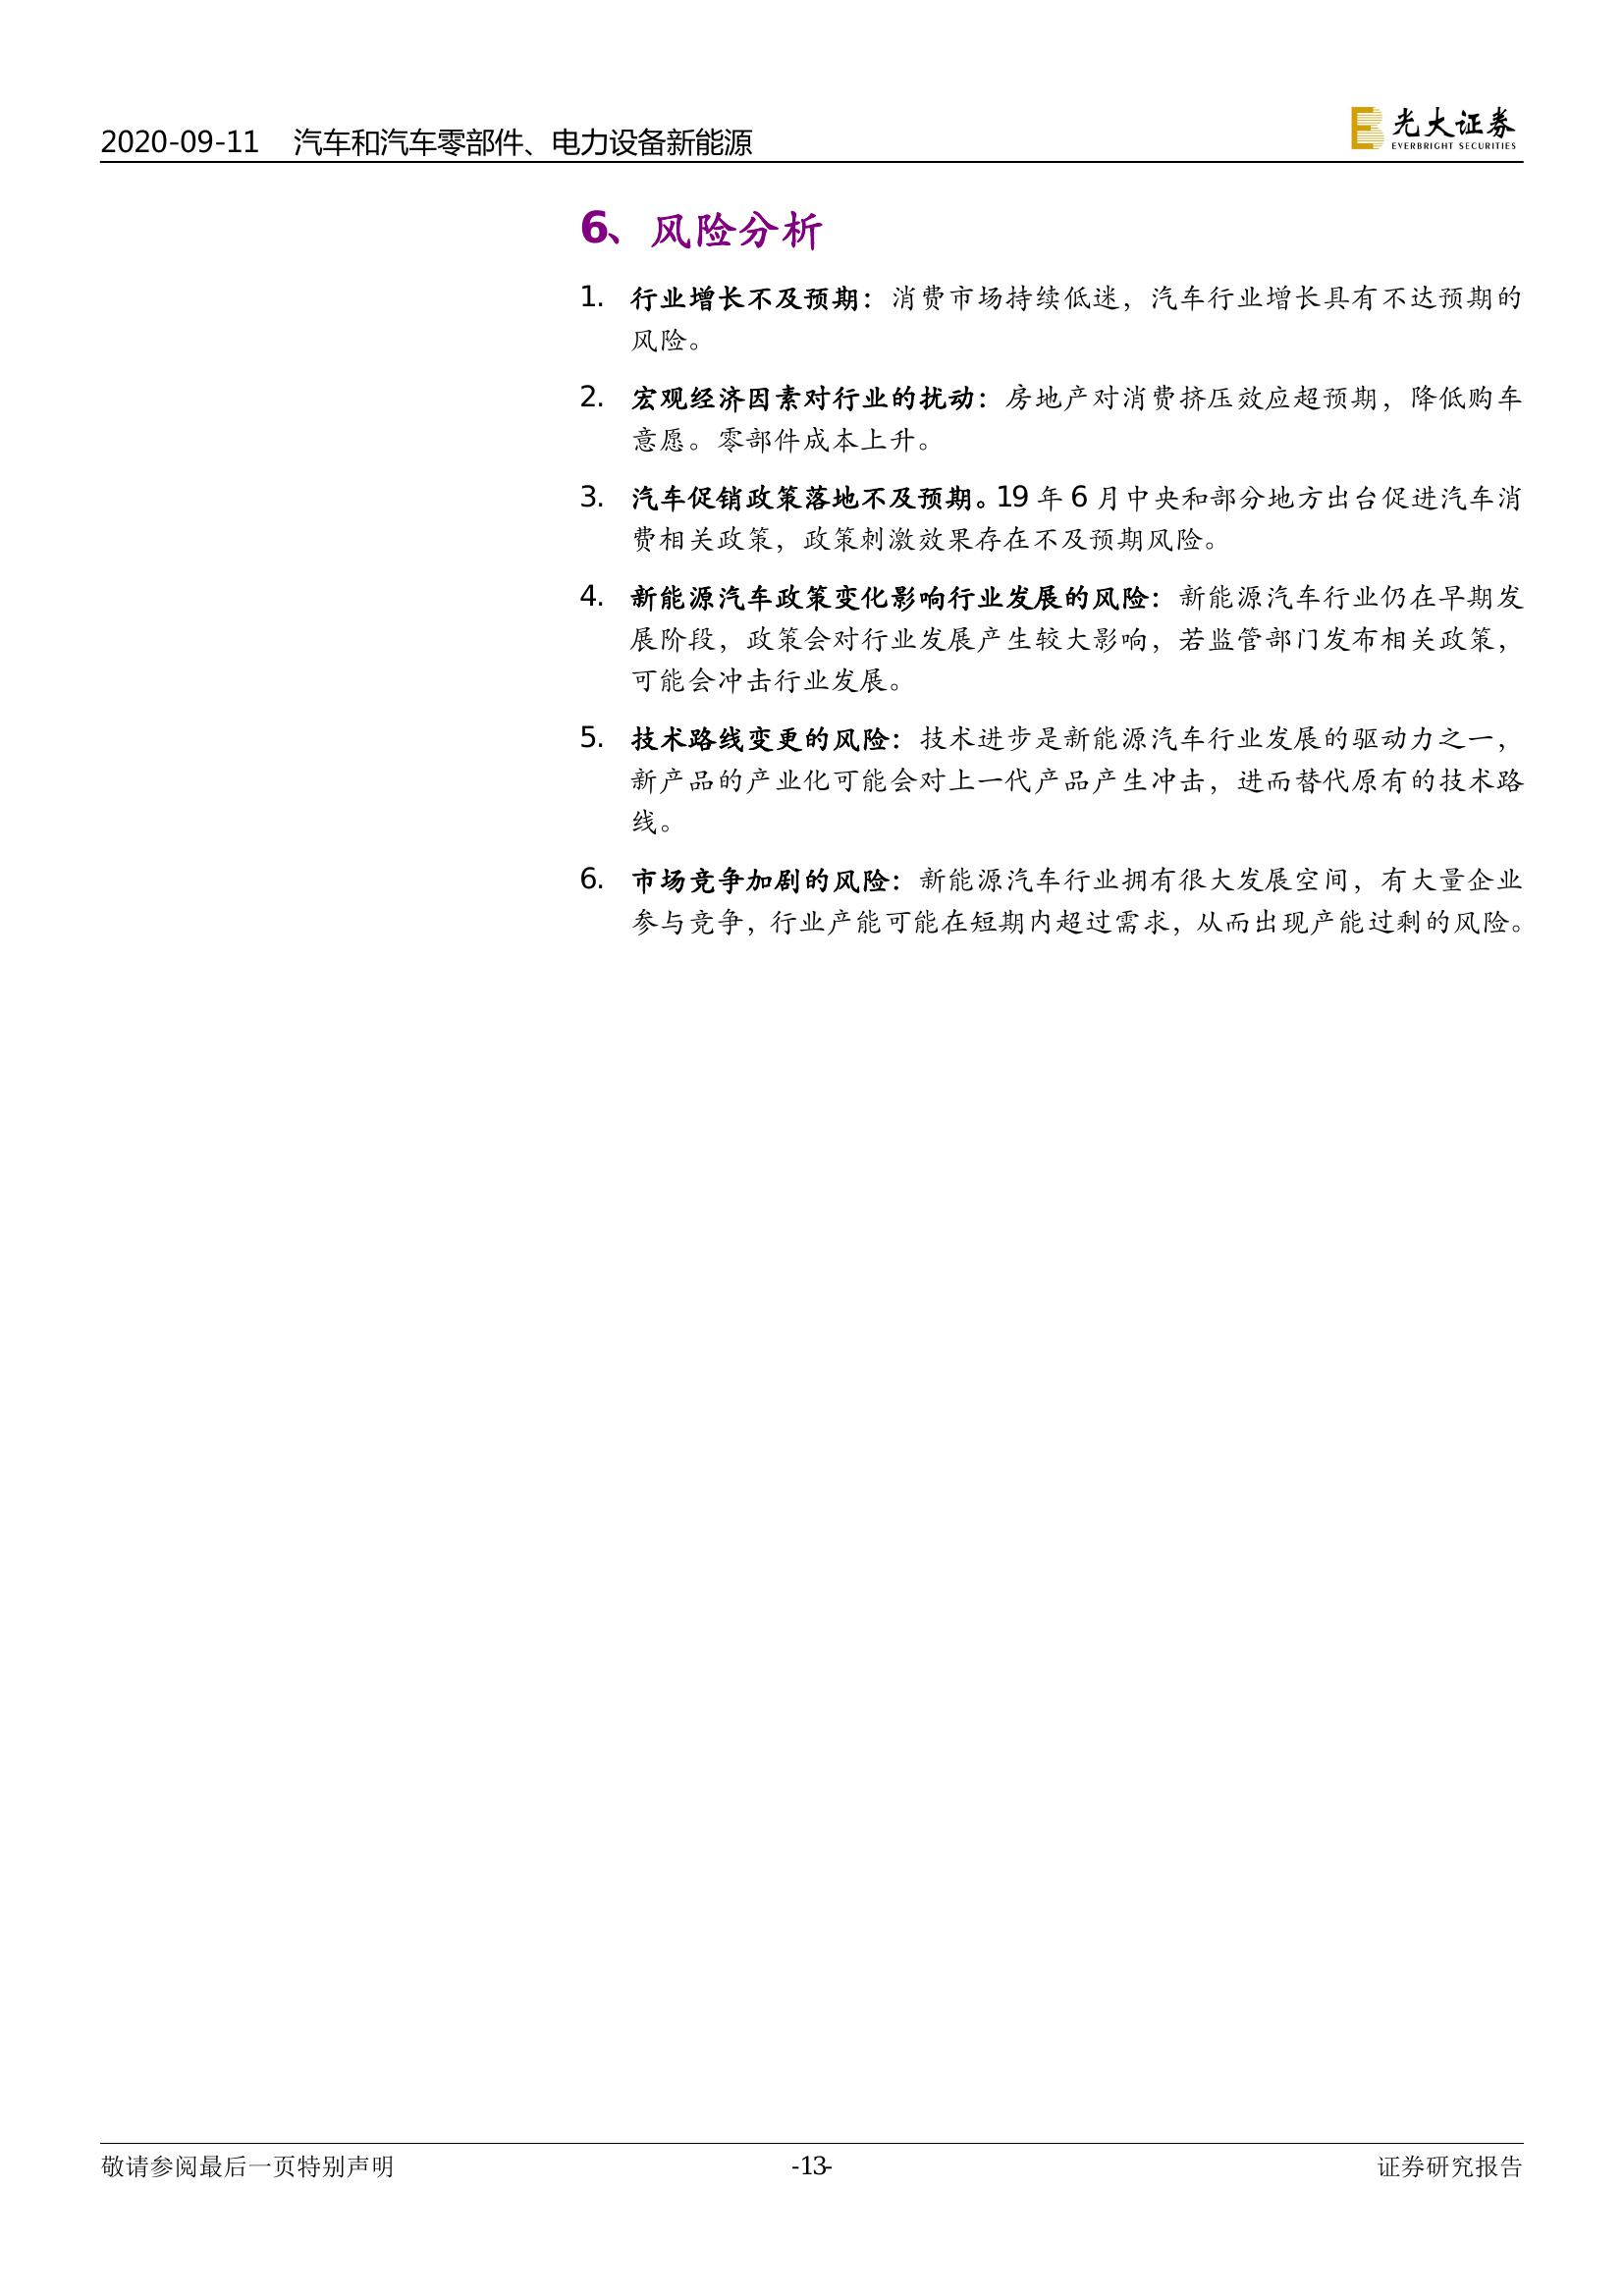 2020-09-11 汽车和汽车零部件、电力设备新能源
光大证券
EVERBRIGHT SECURITIES
6、风险分析
1. 行业增长不及预期：消费市场持续低迷，汽车行业增长具有不达预期的
风险。
2. 宏观经济因素对行业的扰动：房地产对消费挤压效应超预期，降低购车
意愿。零部件成本上升。
3. 汽车促销政策落地不及预期。19 年 6 月中央和部分地方出台促进汽车消
费相关政策，政策刺激效果存在不及预期风险。
4. 新能源汽车政策变化影响行业发展的风险：新能源汽车行业仍在早期发
展阶段，政策会对行业发展产生较大影响，若监管部门发布相关政策，
可能会冲击行业发展。
5. 技术路线变更的风险：技术进步是新能源汽车行业发展的驱动力之一，
新产品的产业化可能会对上一代产品产生冲击，进而替代原有的技术路
线。
6. 市场竞争加剧的风险：新能源汽车行业拥有很大发展空间，有大量企业
参与竞争，行业产能可能在短期内超过需求，从而出现产能过剩的风险。
敬请参阅最后一页特别声明
-13-
证券研究报告